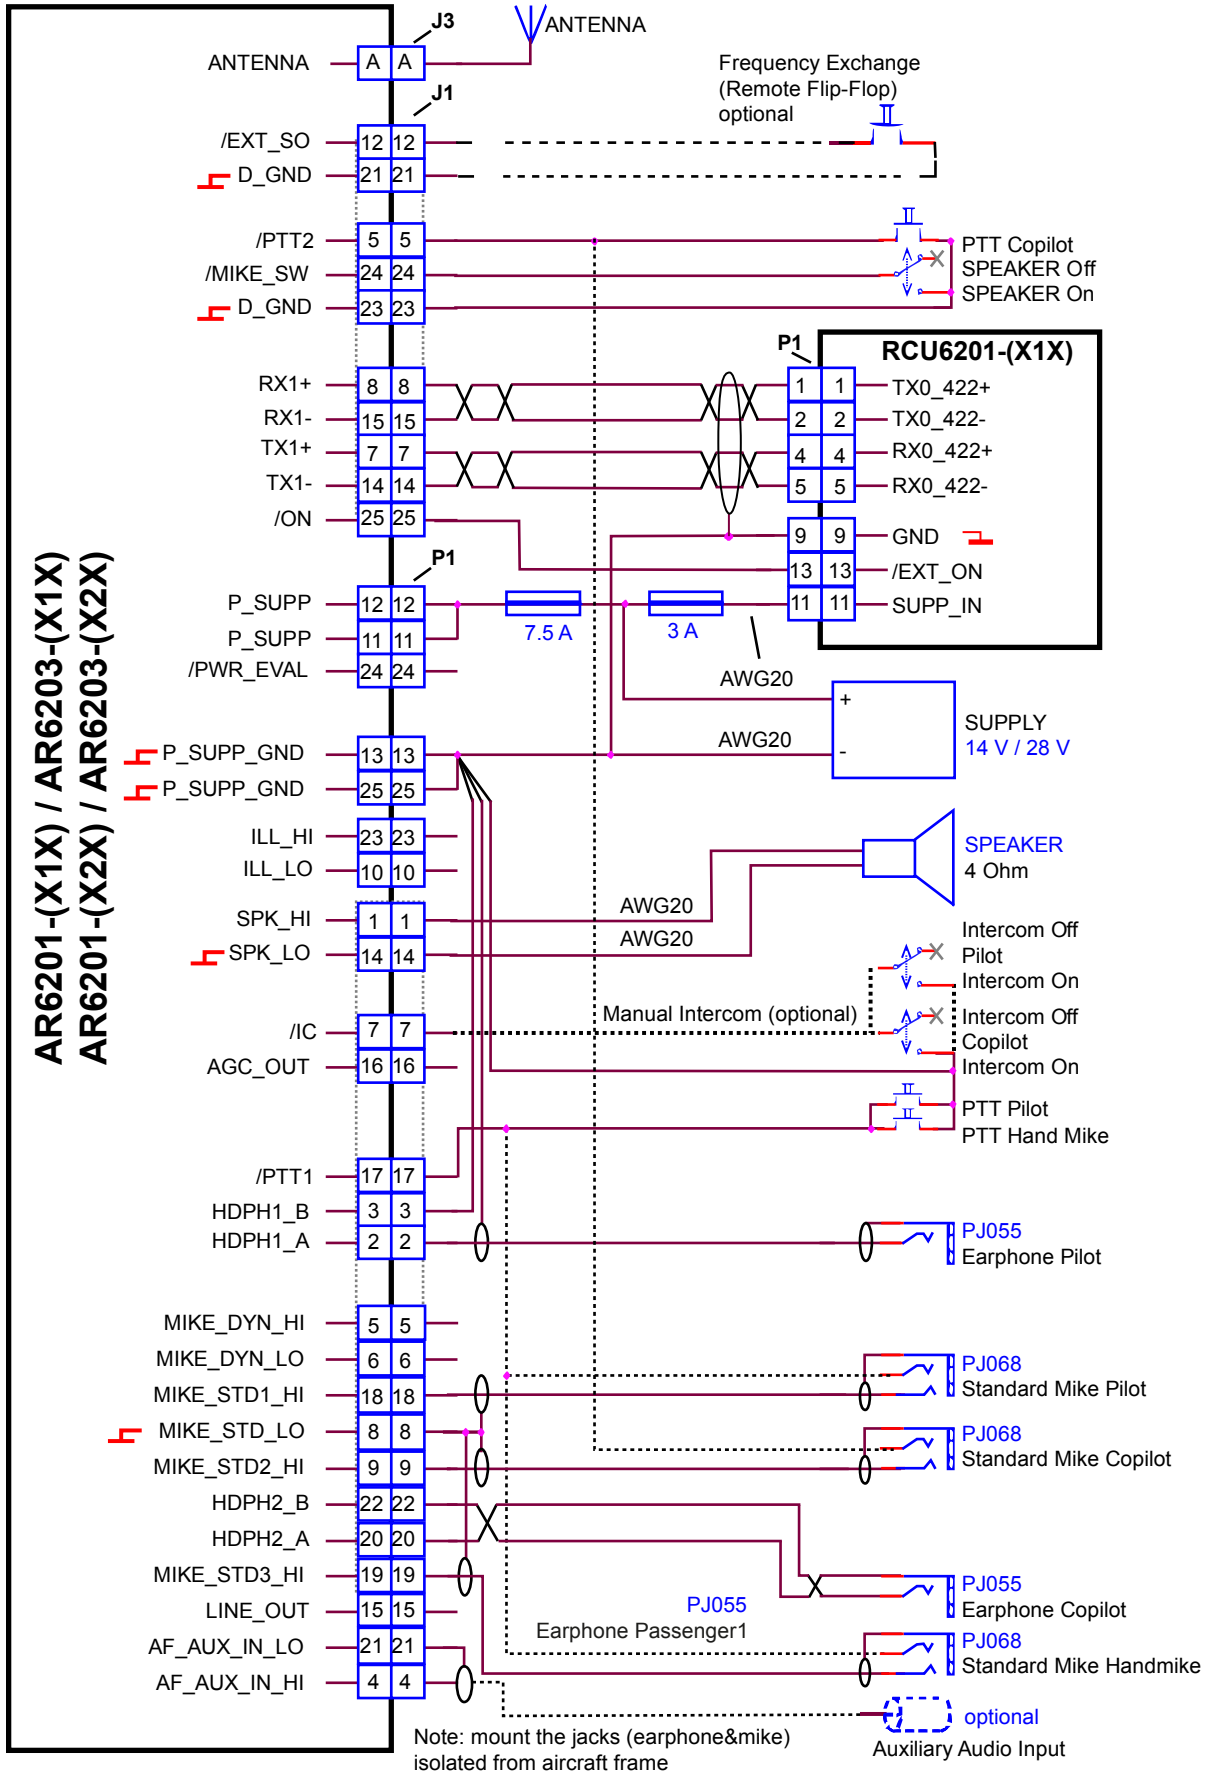 AR6201-(X1X) / AR6203-(X1X)
AR6201-(X2X) / AR6203-(X2X)
J3
ANTENNA
ANTENNA A A
J1
Frequency Exchange
(Remote Flip-Flop)
optional
/EXT_SO 12 12
D_GND 21 21
/PTT2 5 5
PTT Copilot
/MIKE_SW 24 24
SPEAKER Off
D_GND 23 23
SPEAKER On
P1
RCU6201-(X1X)
RX1+ 8 8
1 1 TX0_422+
RX1- 15 15
2 2 TX0_422-
TX1+ 7 7
4 4 RX0_422+
TX1- 14 14
5 5 RX0_422-
/ON 25 25
9 9 GND
13 13 /EXT_ON
11 11 SUPP_IN
P1
P_SUPP 12 12
7.5 A
3 A
P_SUPP 11 11
/PWR_EVAL 24 24
AWG20
+
SUPPLY
14 V / 28 V
AWG20
-
P_SUPP_GND 13 13
P_SUPP_GND 25 25
ILL_HI 23 23
ILL_LO 10 10
SPEAKER
4 Ohm
SPK_HI 1 1
AWG20
SPK_LO 14 14
AWG20
Intercom Off
Pilot
Intercom On
Manual Intercom (optional)
/IC 7 7
Intercom Off
Copilot
Intercom On
AGC_OUT 16 16
PTT Pilot
PTT Hand Mike
/PTT1 17 17
HDPH1_B 3 3
HDPH1_A 2 2
PJ055
Earphone Pilot
MIKE_DYN_HI 5 5
MIKE_DYN_LO 6 6
MIKE_STD1_HI 18 18
PJ068
Standard Mike Pilot
MIKE_STD_LO 8 8
MIKE_STD2_HI 9 9
PJ068
Standard Mike Copilot
HDPH2_B 22 22
HDPH2_A 20 20
MIKE_STD3_HI 19 19
PJ055
Earphone Copilot
LINE_OUT 15 15
PJ055
Earphone Passenger1
AF_AUX_IN_LO 21 21
PJ068
Standard Mike Handmike
AF_AUX_IN_HI 4 4
optional
Auxiliary Audio Input
Note: mount the jacks (earphone&mike)
isolated from aircraft frame